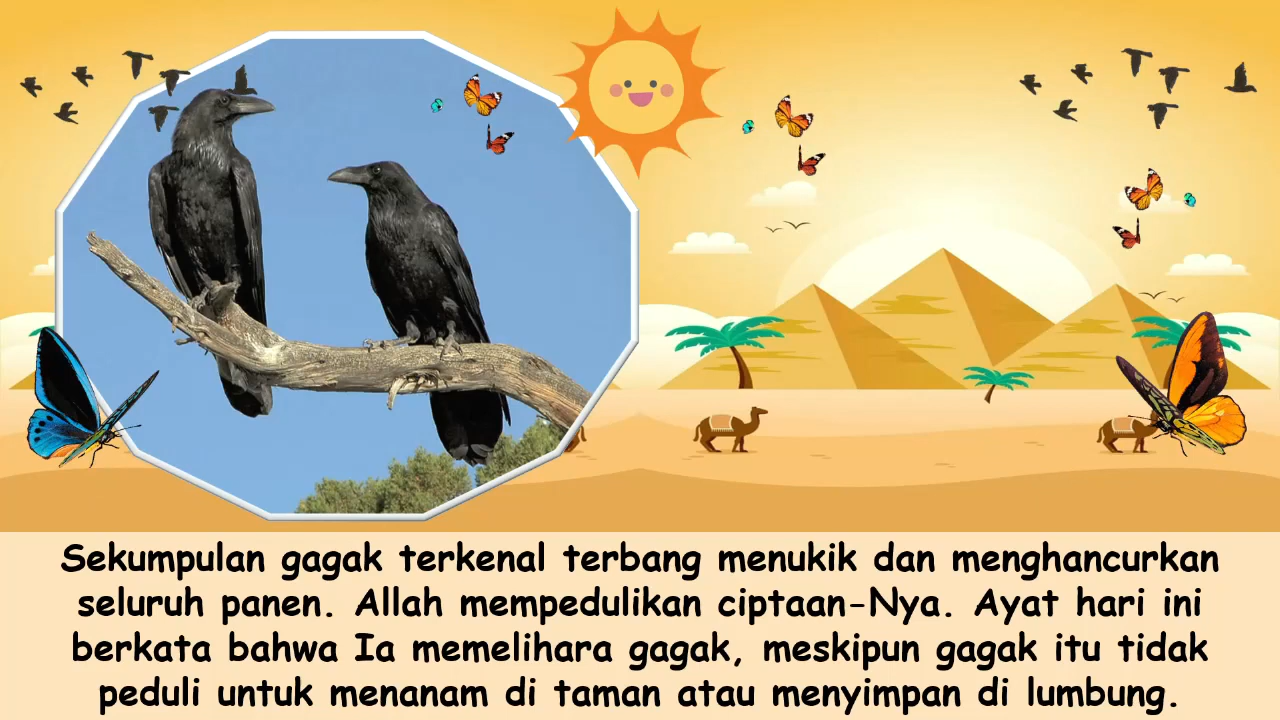 Sekumpulan gagak terkenal terbang menukik dan menghancurkan
seluruh panen. Allah mempedulikan ciptaan-Nya. Ayat hari ini
berkata bahwa Ia memelihara gagak, meskipun gagak itu tidak
peduli untuk menanam di taman atau menyimpan di lumbung.